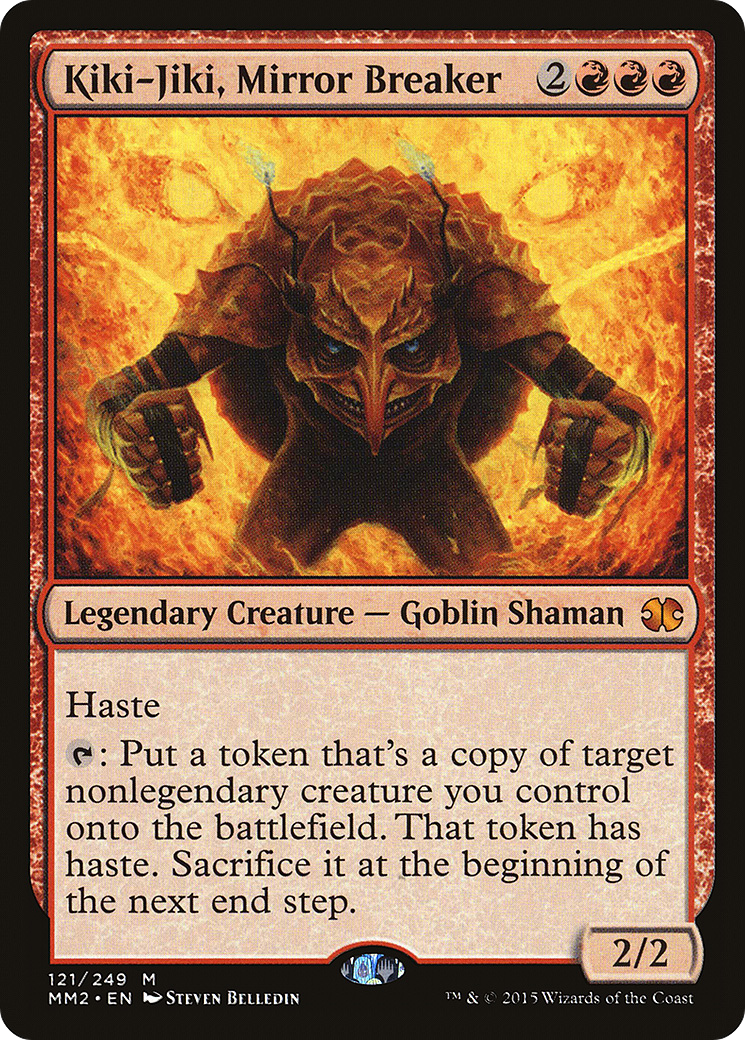 Kiki-Jiki, Mirror Breaker 2
Legendary Creature — Goblin Shaman
Haste
: Put a token that's a copy of target
nonlegendary creature you control
onto the battlefield. That token has
haste. Sacrifice it at the beginning of
the next end step.
2/2
121/249 M
MM2 • EN Steven Belledin
™ & © 2015 Wizards of the Coast